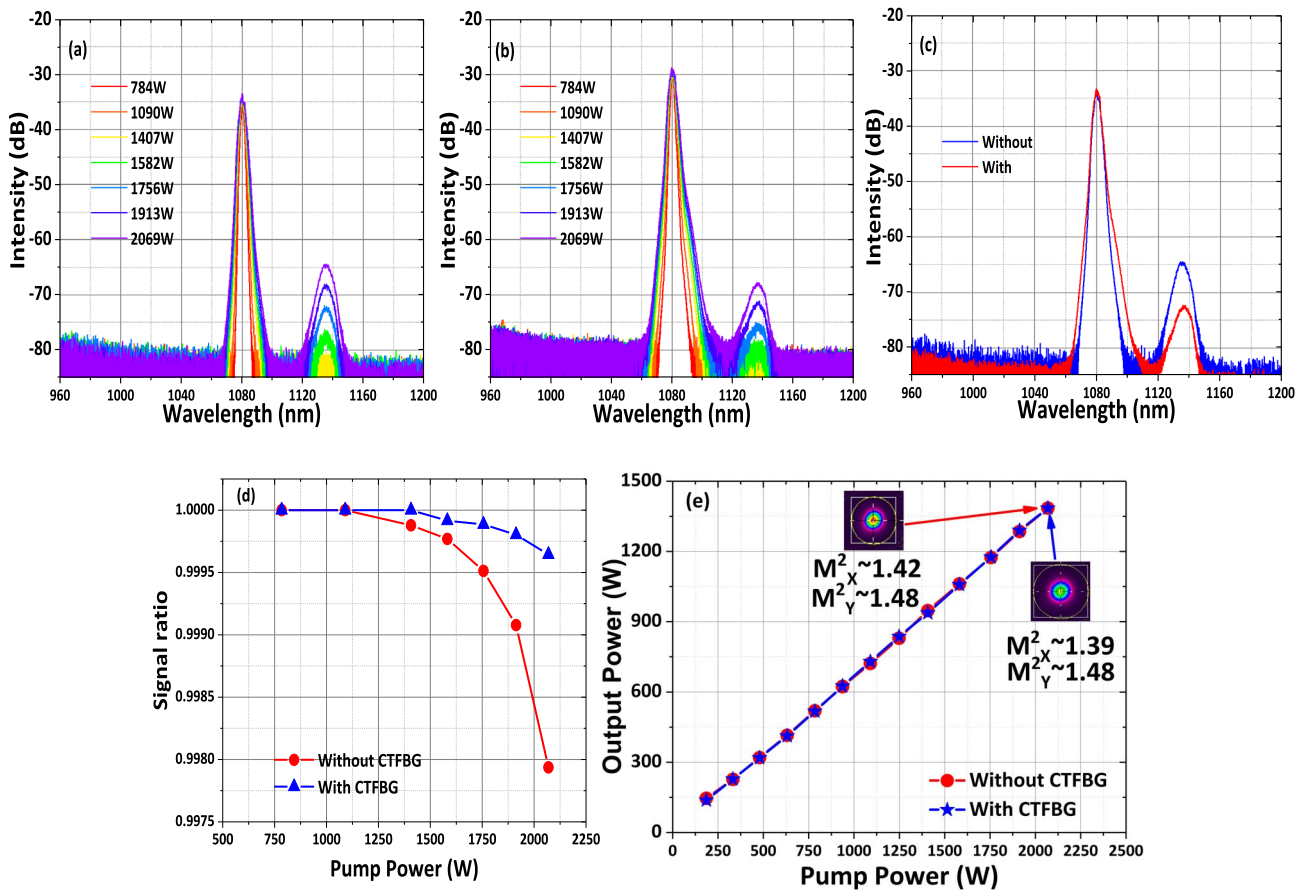 (a)
-20
-30
-40
-50
-60
-70
-80
Intensity (dB)
784W
1090W
1407W
1582W
1756W
1913W
2069W
960 1000 1040 1080 1120 1160 1200
Wavelength (nm)
(b)
-20
-30
-40
-50
-60
-70
-80
Intensity (dB)
784W
1090W
1407W
1582W
1756W
1913W
2069W
960 1000 1040 1080 1120 1160 1200
Wavelength (nm)
(c)
-20
-30
-40
-50
-60
-70
-80
Intensity (dB)
Without
With
960 1000 1040 1080 1120 1160 1200
Wavelength (nm)
(d)
1.0000
0.9995
0.9990
0.9985
0.9980
0.9975
Signal ratio
Without CTFBG
With CTFBG
500 750 1000 1250 1500 1750 2000 2250
Pump Power (W)
(e)
1500
1200
900
600
300
0
Output Power (W)
M²X~1.42
M²Y~1.48
M²X~1.39
M²Y~1.48
Without CTFBG
With CTFBG
0 250 500 750 1000 1250 1500 1750 2000 2250 2500
Pump Power (W)